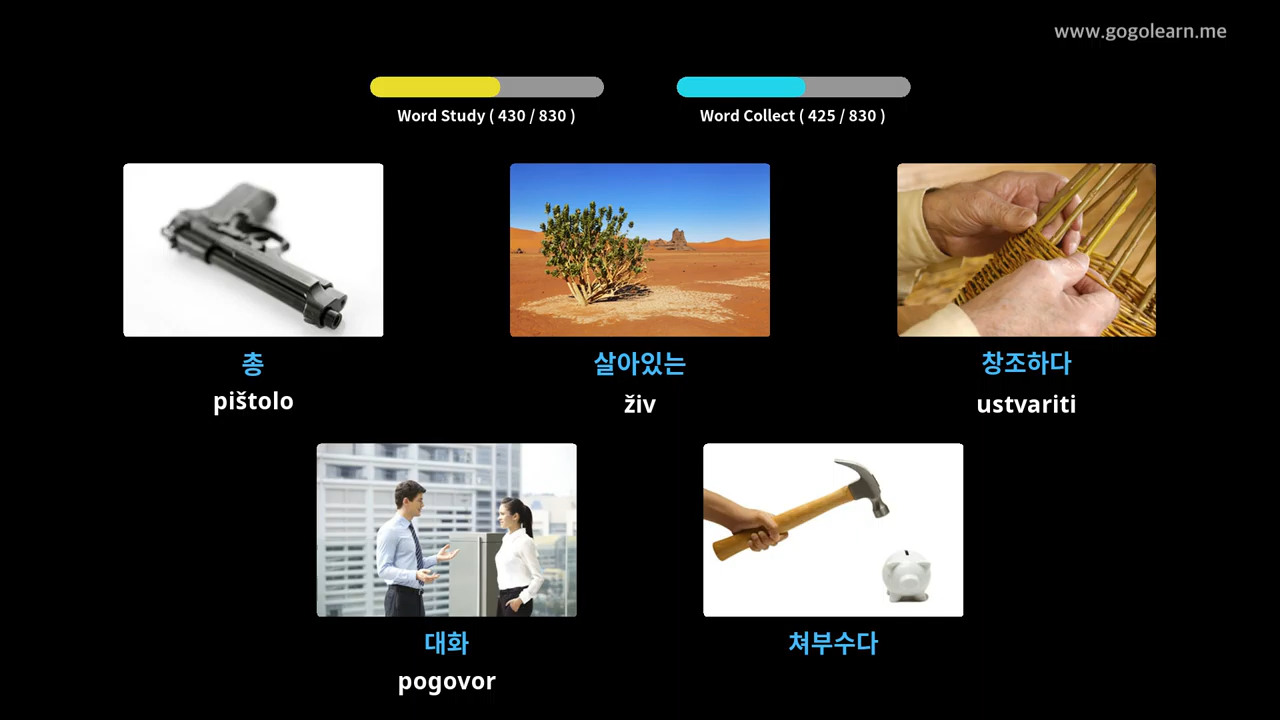 www.gogolearn.me
Word Study ( 430 / 830 )
Word Collect ( 425 / 830 )
총
pištolo
살아있는
živ
창조하다
ustvariti
대화
pogovor
쳐부수다